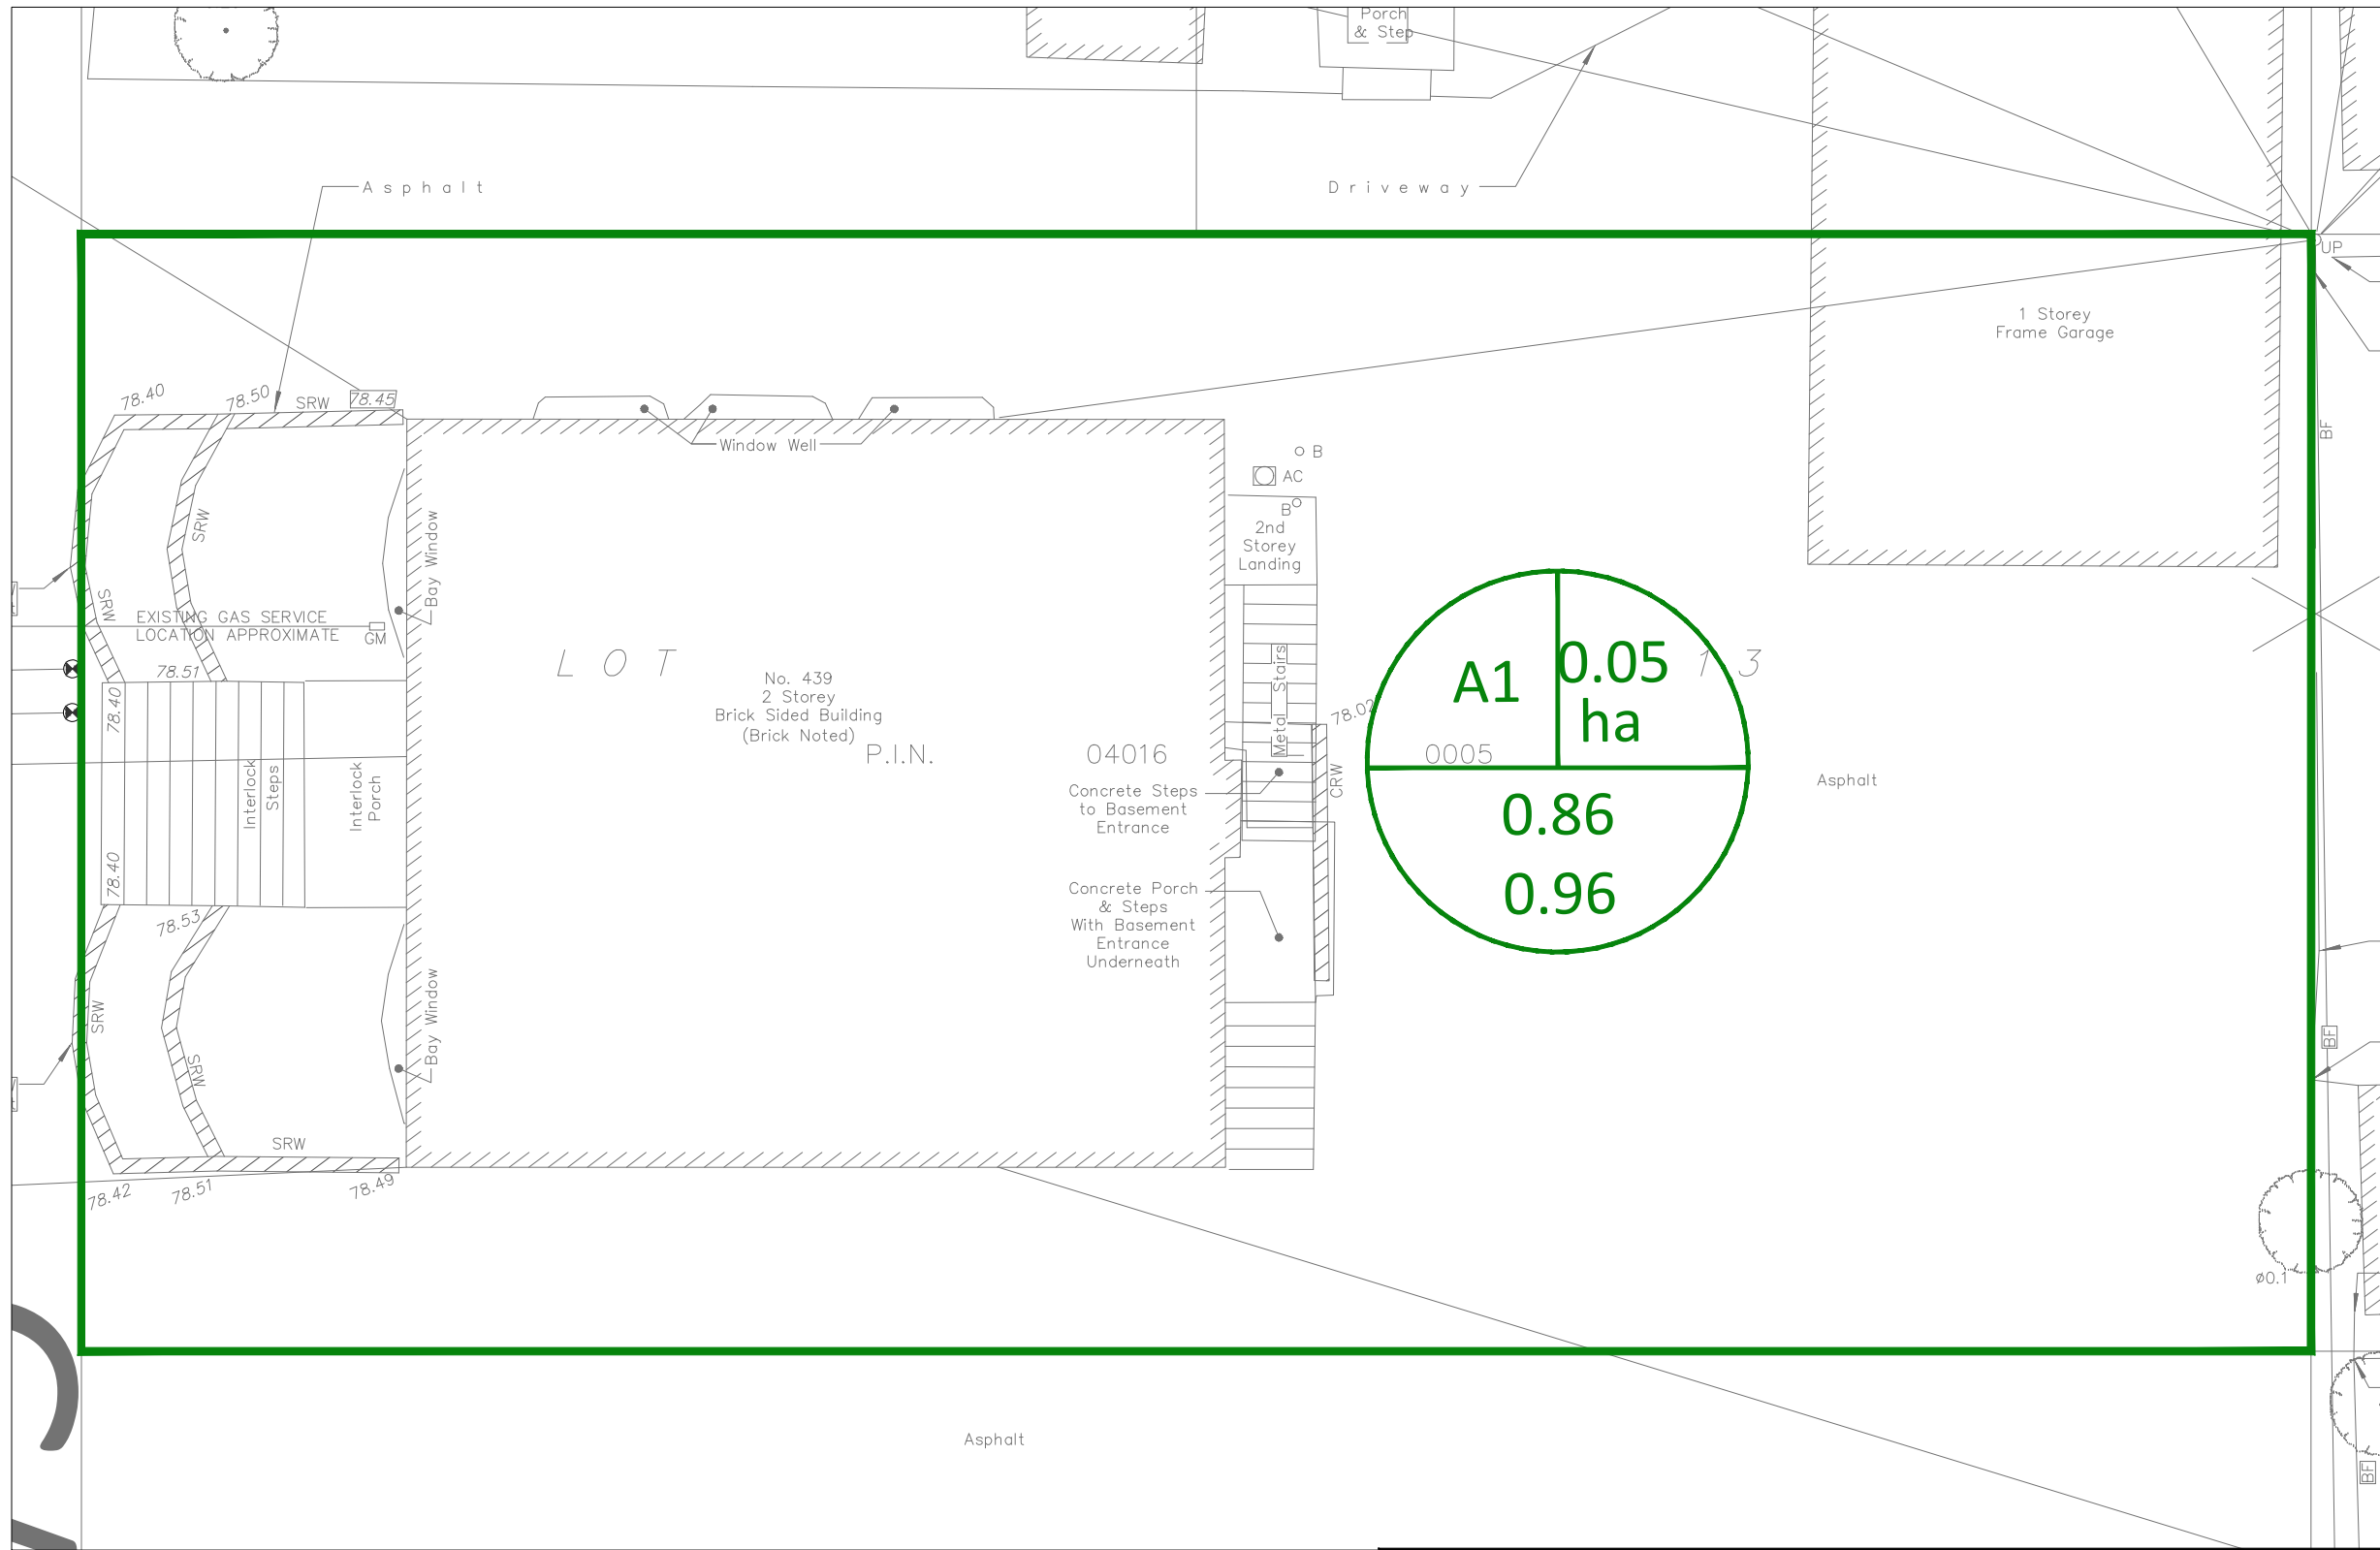 Porch
& Step
Asphalt
Driveway
UP
1 Storey
Frame Garage
78.40
78.50
SRW
78.45
Window Well
BF
B
AC
B
2nd
Storey
Landing
SRW
Bay Window
SRW
EXISTING GAS SERVICE
LOCATION APPROXIMATE
GM
LOT
13
A1
0.05
ha
78.51
78.40
No. 439
2 Storey
Brick Sided Building
(Brick Noted)
Metal Stairs
78.02
P.I.N.
04016
0005
Asphalt
Interlock
Steps
Interlock
Porch
Concrete Steps
to Basement
Entrance
CRW
0.86
0.96
78.40
78.53
Concrete Porch
& Steps
With Basement
Entrance
Underneath
SRW
Bay Window
BF
SRW
SRW
78.42
78.51
78.49
ø0.1
Asphalt
BF